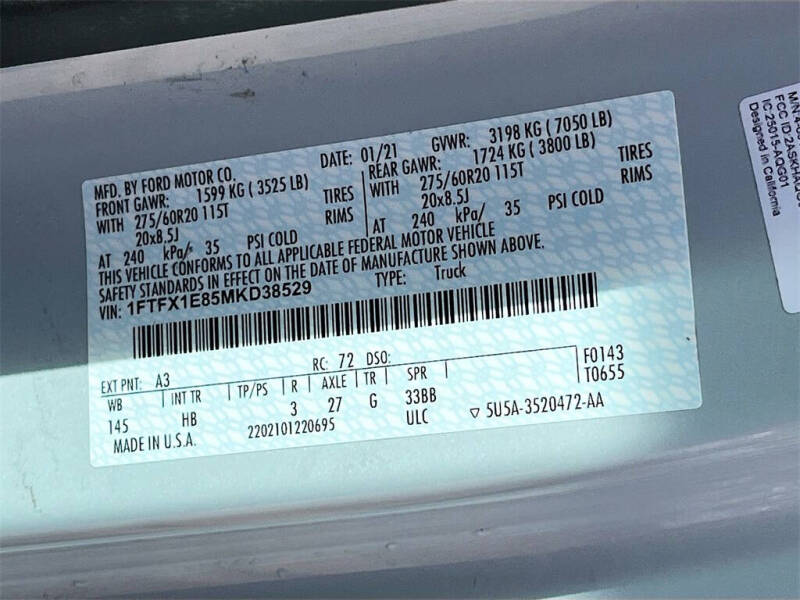 MFD. BY FORD MOTOR CO. DATE: 01/21 GVWR: 3198 KG ( 7050 LB)
FRONT GAWR: 1599 KG ( 3525 LB) REAR GAWR: 1724 KG ( 3800 LB)
WITH 275/60R20 115T TIRES WITH 275/60R20 115T TIRES
20x8.5J RIMS 20x8.5J RIMS
AT 240 kPa/ 35 PSI COLD AT 240 kPa/ 35 PSI COLD
THIS VEHICLE CONFORMS TO ALL APPLICABLE FEDERAL MOTOR VEHICLE
SAFETY STANDARDS IN EFFECT ON THE DATE OF MANUFACTURE SHOWN ABOVE.
VIN: 1FTFX1E85MKD38529 TYPE: Truck
EXT PNT: A3 RC: 72 DSO: F0143
WB INT TR TP/PS R AXLE TR SPR T0655
145 HB 3 27 G 33BB
MADE IN U.S.A. 2202101220695 ULC ▽ 5U5A-3520472-AA
IC:25015-AQG01
Designed in California